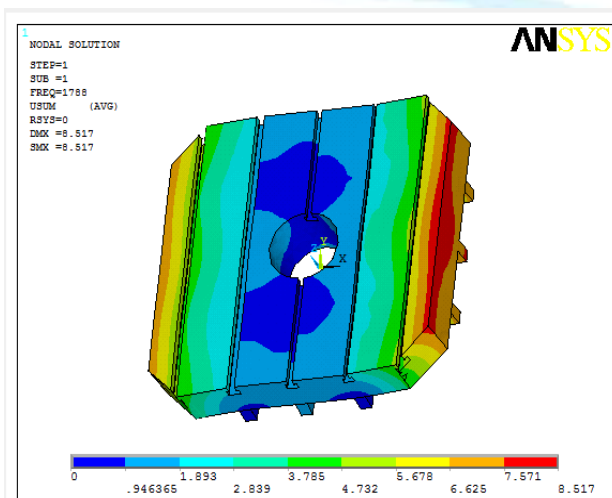 1
NODAL SOLUTION
ANSYS
STEP=1
SUB =1
FREQ=1788
USUM (AVG)
RSYS=0
DMX =8.517
SMX =8.517
Y
Z X
0 1.893 3.785 5.678 7.571
.946365 2.839 4.732 6.625 8.517